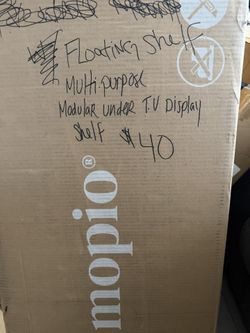 Floating Shelf
Multi purpose
Modular under T.V Display
Shelf $40
mopio®